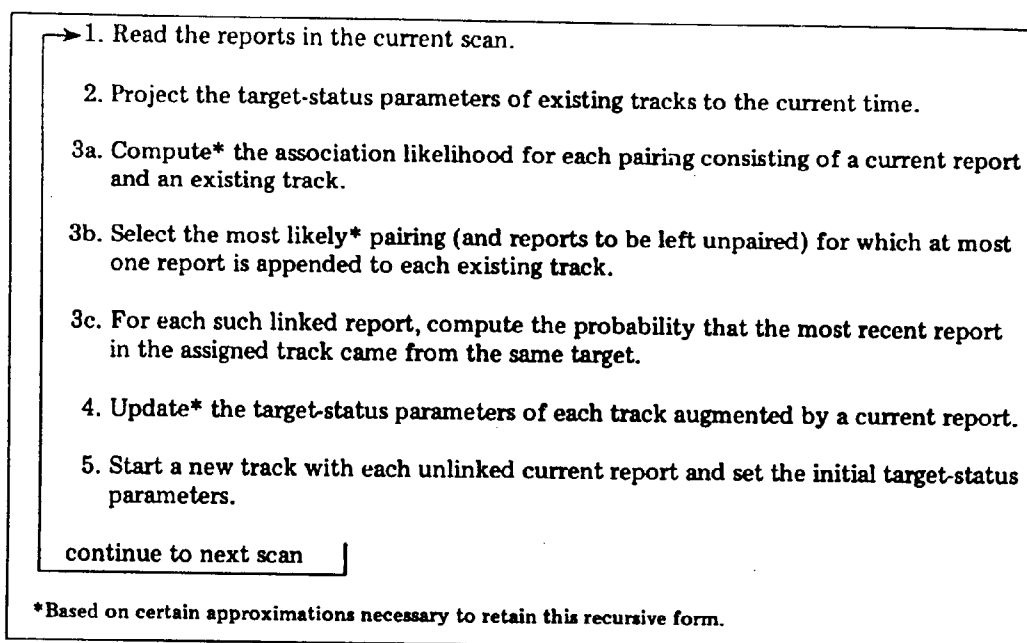 1. Read the reports in the current scan.
2. Project the target-status parameters of existing tracks to the current time.
3a. Compute* the association likelihood for each pairing consisting of a current report
and an existing track.
3b. Select the most likely* pairing (and reports to be left unpaired) for which at most
one report is appended to each existing track.
3c. For each such linked report, compute the probability that the most recent report
in the assigned track came from the same target.
4. Update* the target-status parameters of each track augmented by a current report.
5. Start a new track with each unlinked current report and set the initial target-status
parameters.
continue to next scan
*Based on certain approximations necessary to retain this recursive form.